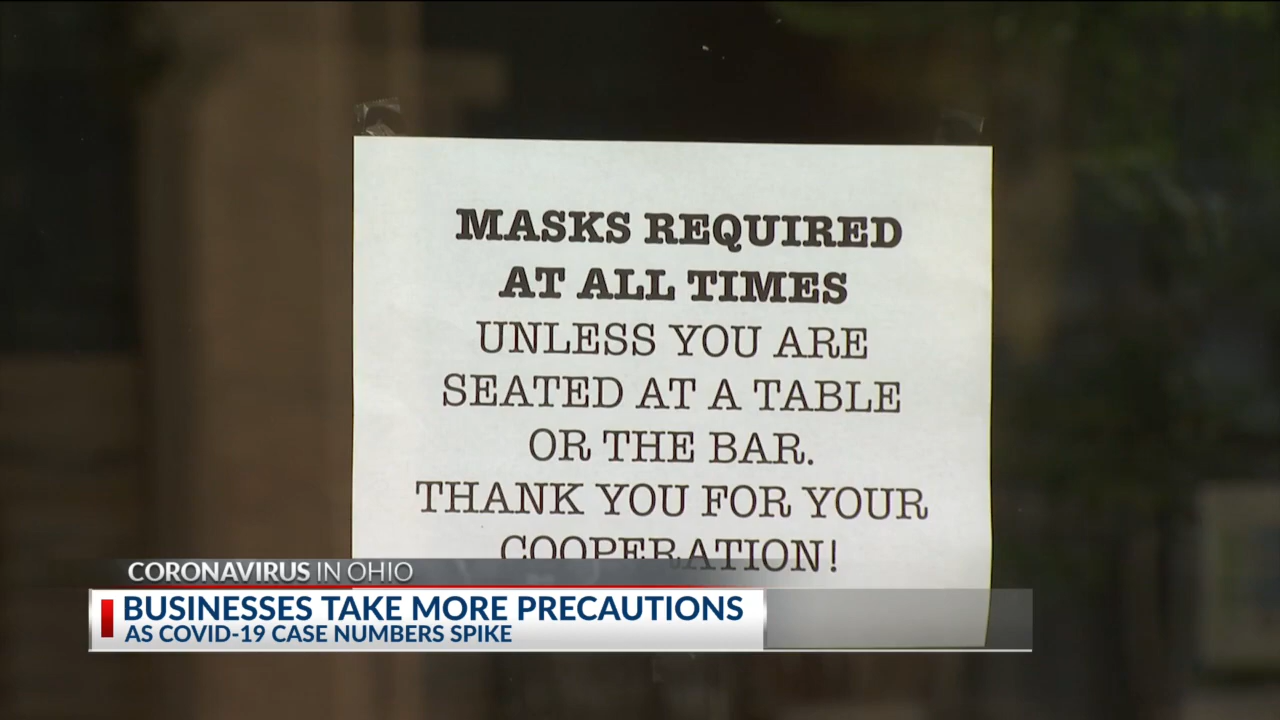 MASKS REQUIRED
AT ALL TIMES
UNLESS YOU ARE
SEATED AT A TABLE
OR THE BAR.
THANK YOU FOR YOUR
COOPERATION!
CORONAVIRUS IN OHIO
BUSINESSES TAKE MORE PRECAUTIONS
AS COVID-19 CASE NUMBERS SPIKE